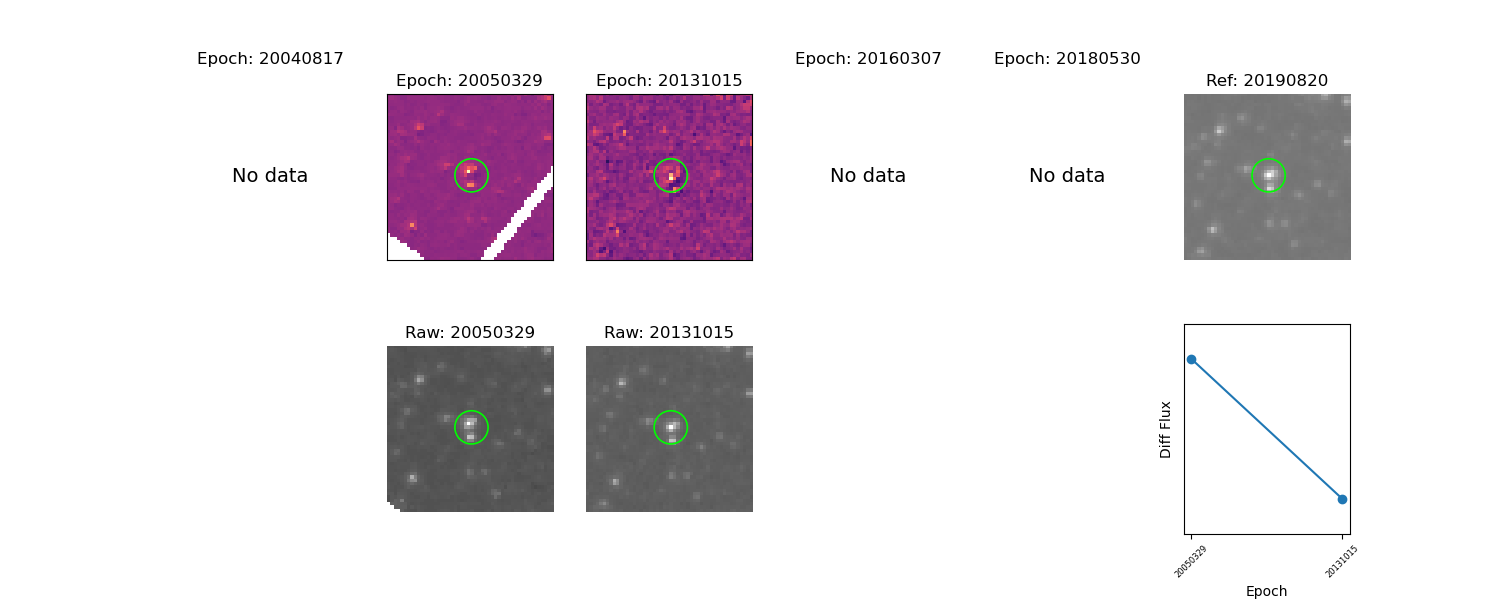 Epoch: 20040817
No data
Epoch: 20050329
Epoch: 20131015
Epoch: 20160307
No data
Epoch: 20180530
No data
Ref: 20190820
Raw: 20050329
Raw: 20131015
Diff Flux
20050329
20131015
Epoch